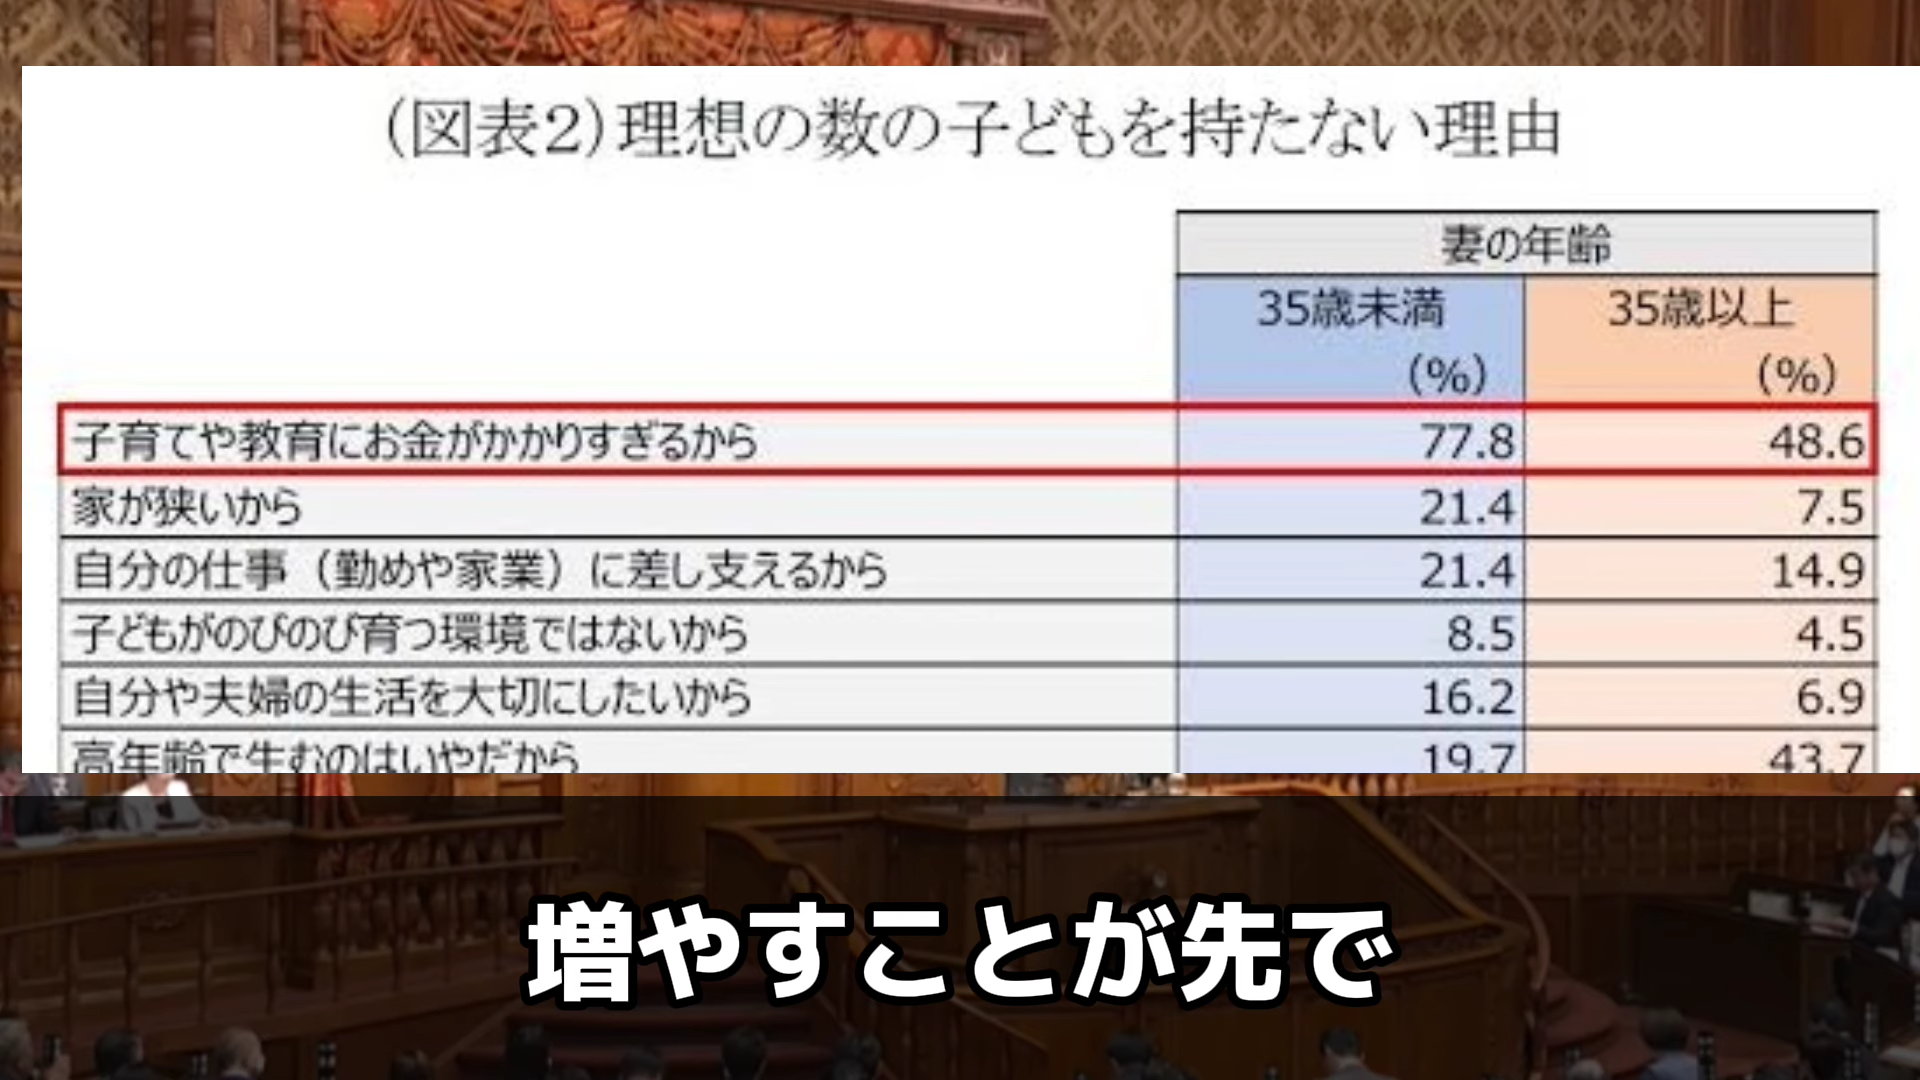 （図表2）理想の数の子どもを持たない理由
妻の年齢
35歳未満 35歳以上
（%） （%）
子育てや教育にお金がかかりすぎるから 77.8 48.6
家が狭いから 21.4 7.5
自分の仕事（勤めや家業）に差し支えるから 21.4 14.9
子どもがのびのび育つ環境ではないから 8.5 4.5
自分や夫婦の生活を大切にしたいから 16.2 6.9
高年齢で生むのはいやだから 19.7 43.7
増やすことが先で